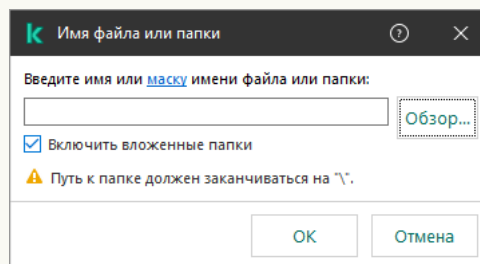 Имя файла или папки
Введите имя или маску имени файла или папки:
Обзор...
Включить вложенные папки
Путь к папке должен заканчиваться на "\".
ОК
Отмена